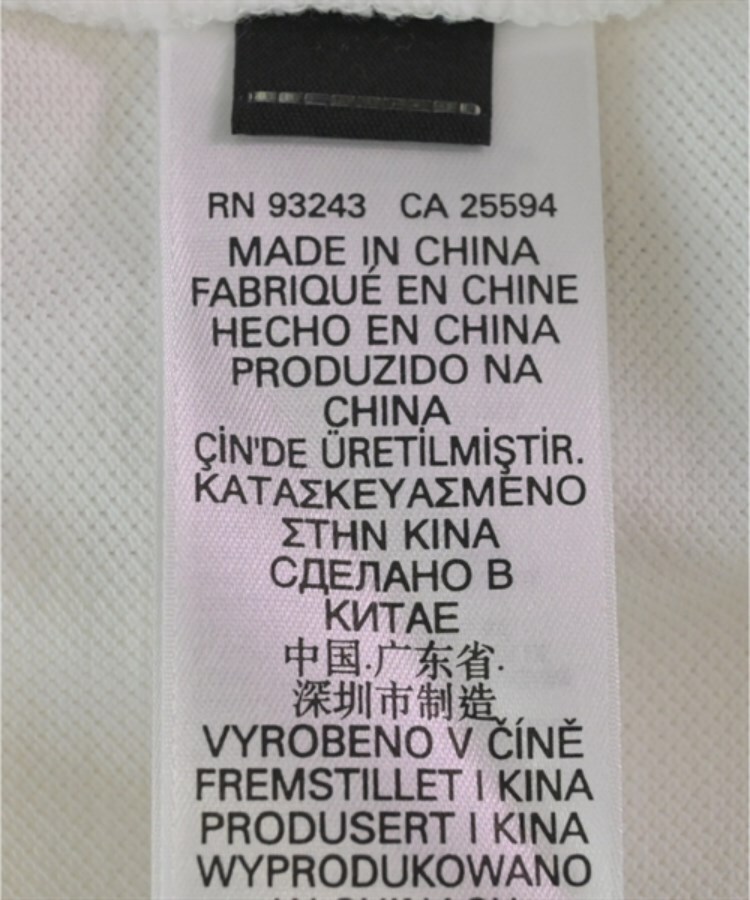 RN 93243 CA 25594
MADE IN CHINA
FABRIQUÉ EN CHINE
HECHO EN CHINA
PRODUZIDO NA
CHINA
ÇİN'DE ÜRETİLMİŞTİR.
ΚΑΤΑΣΚΕΥΑΣΜΕΝΟ
ΣΤΗΝ ΚΙΝΑ
СДЕЛАНО В
КИТАЕ
中国.广东省.
深圳市制造
VYROBENO V ČÍNĚ
FREMSTILLET I KINA
PRODUSERT I KINA
WYPRODUKOWANO